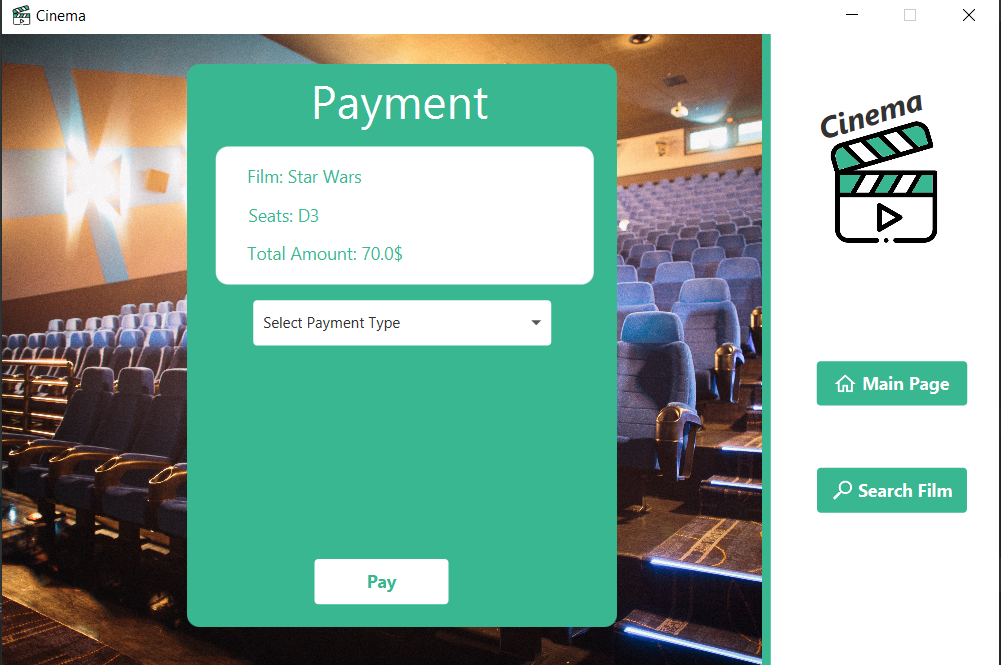 Cinema
Payment
Film: Star Wars
Seats: D3
Total Amount: 70.0$
Select Payment Type
Pay
Cinema
Main Page
Search Film